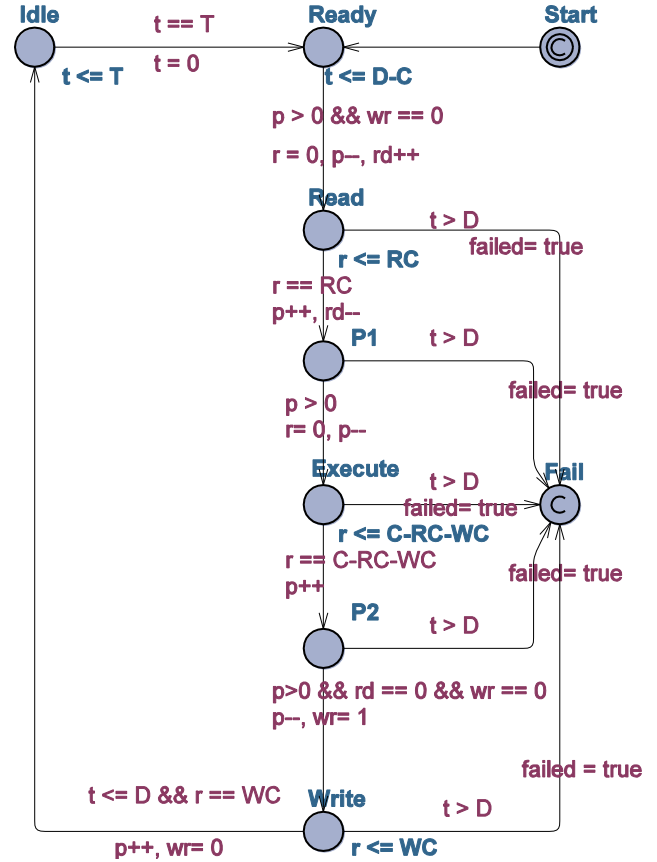 Idle
Ready
Start
t == T
t = 0
t <= T
t <= D-C
p > 0 && wr == 0
r = 0, p--, rd++
Read
t > D
failed= true
r <= RC
r == RC
p++, rd--
P1
t > D
failed= true
p > 0
r= 0, p--
Execute
t > D
Fail
failed= true
C
r <= C-RC-WC
r == C-RC-WC
p++
failed= true
P2
t > D
p>0 && rd == 0 && wr == 0
p--, wr= 1
failed = true
t <= D && r == WC
Write
t > D
p++, wr= 0
r <= WC